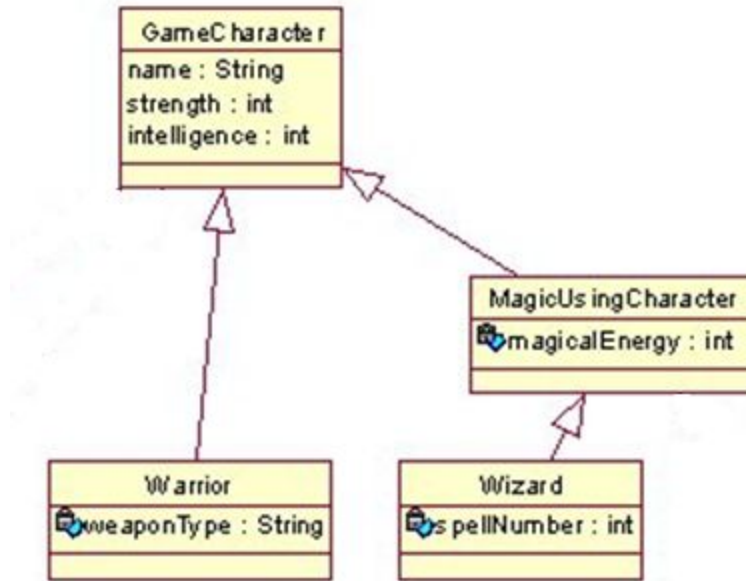 GameCharacter
name : String
strength : int
intelligence : int
MagicUsingCharacter
magicalEnergy : int
Warrior
weaponType : String
Wizard
spellNumber : int